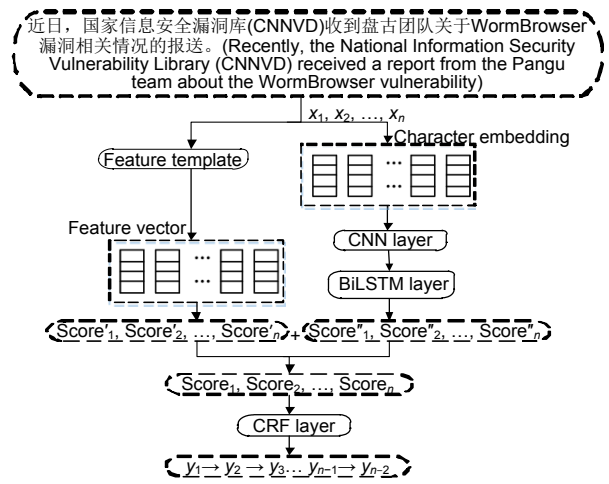 近日，国家信息安全漏洞库(CNNVD)收到盘古团队关于WormBrowser
漏洞相关情况的报送。(Recently, the National Information Security
Vulnerability Library (CNNVD) received a report from the Pangu
team about the WormBrowser vulnerability)
x1, x2, …, xn
Character embedding
Feature template
Feature vector
CNN layer
BiLSTM layer
Score′1, Score′2, …, Score′n + Score″1, Score″2, …, Score″n
Score1, Score2, …, Scoren
CRF layer
y1→ y2 → y3… yn−1→ yn−2